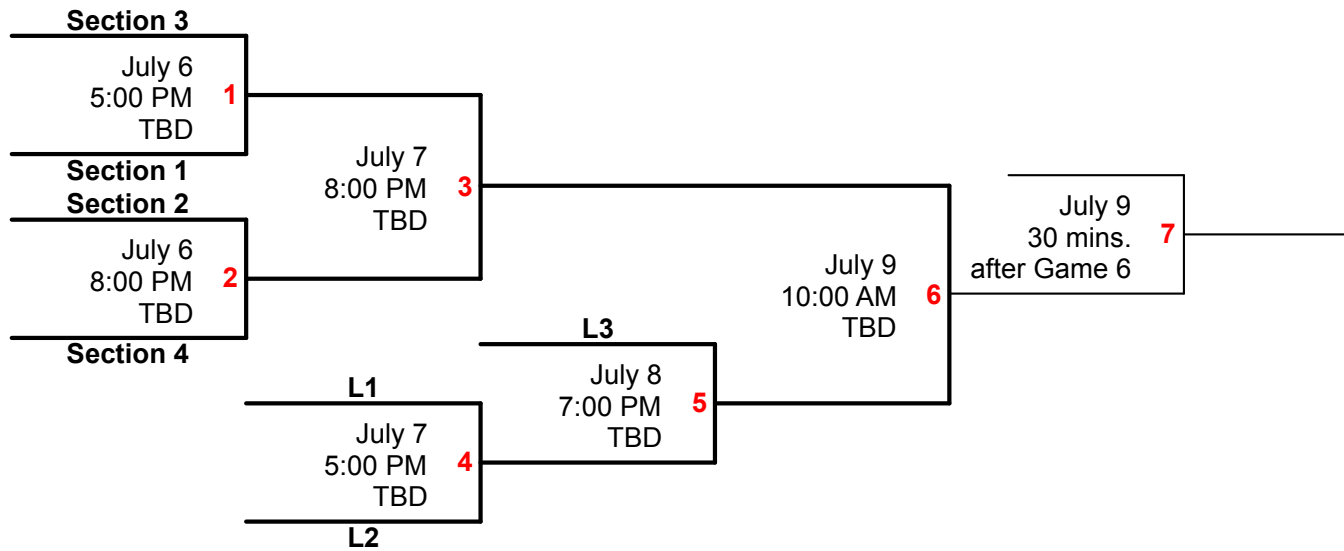 Section 3
July 6
5:00 PM
TBD
1
Section 1
Section 2
July 6
8:00 PM
TBD
2
Section 4
July 7
8:00 PM
TBD
3
L1
July 7
5:00 PM
TBD
4
L2
L3
July 8
7:00 PM
TBD
5
July 9
10:00 AM
TBD
6
July 9
30 mins.
after Game 6
7